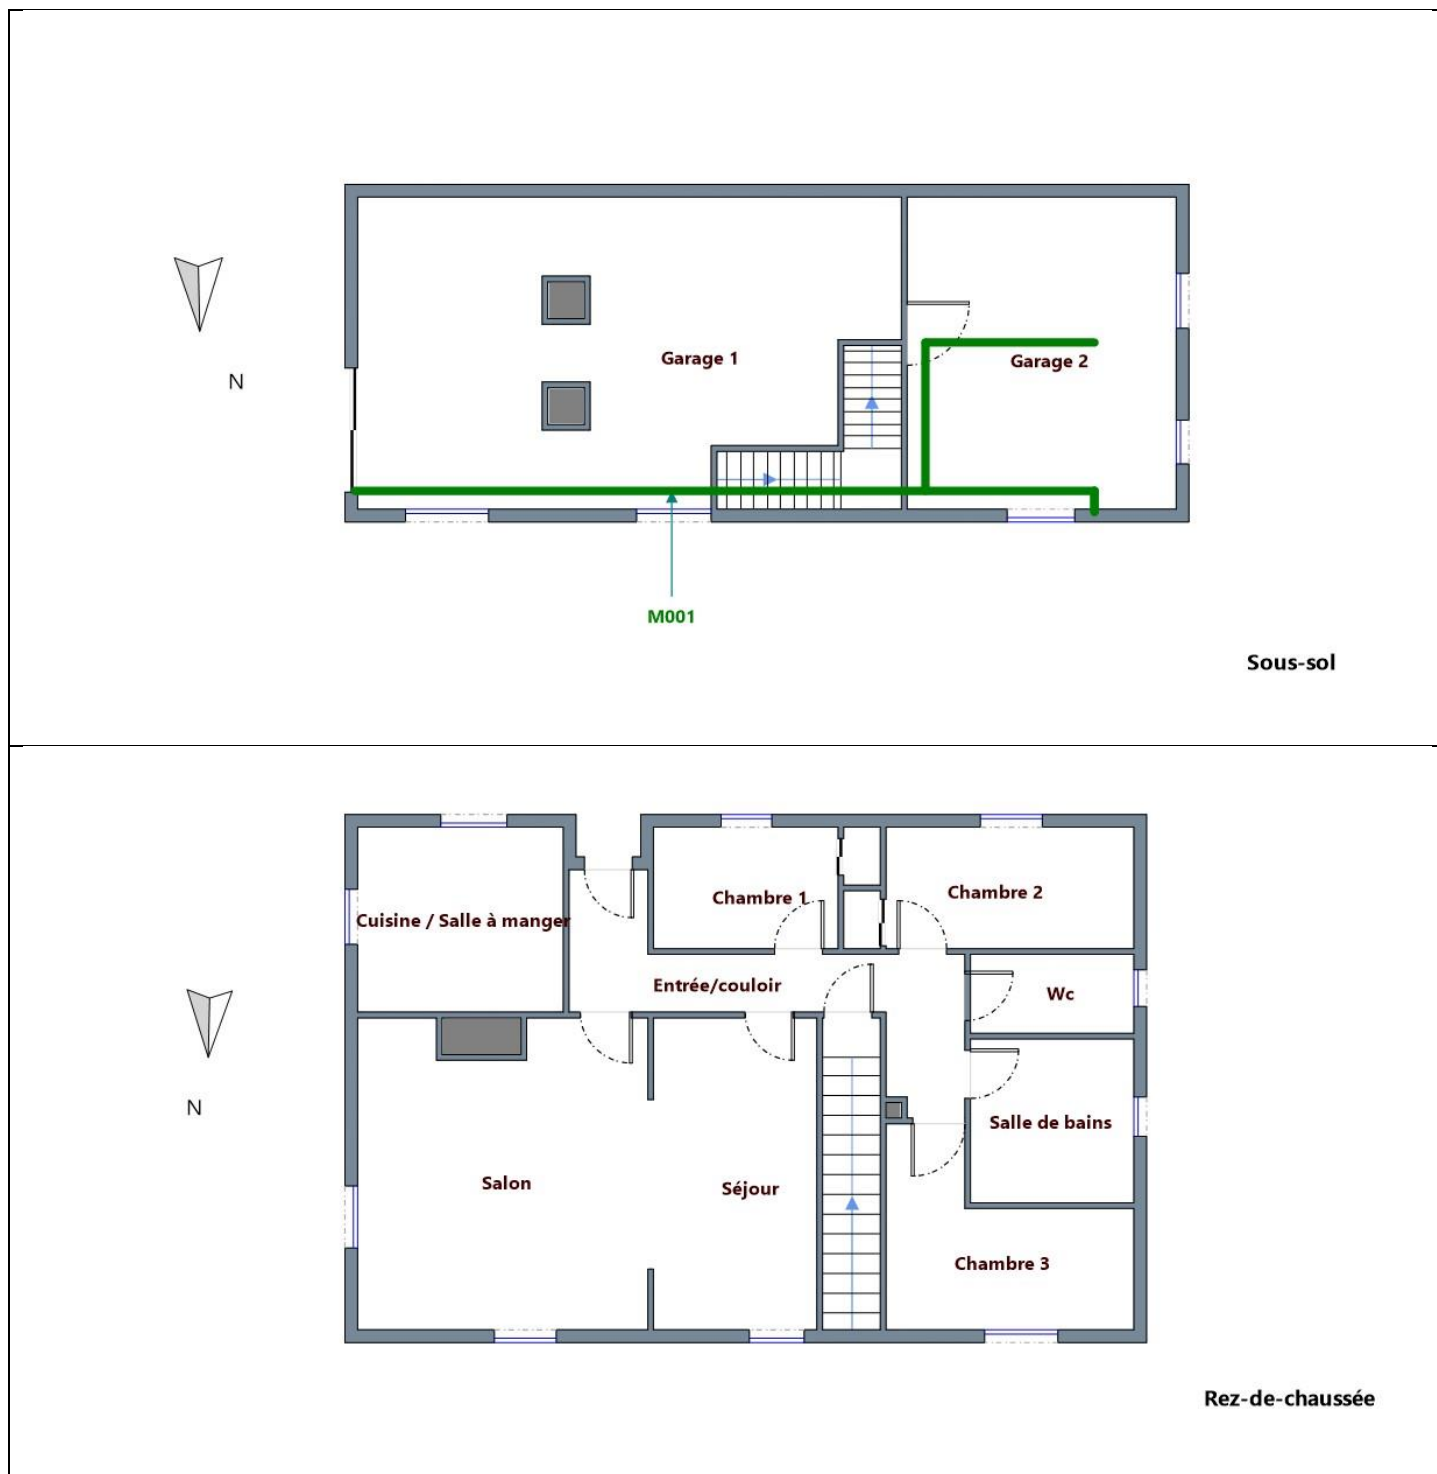 Garage 1
Garage 2
N
M001
Sous-sol
Chambre 2
Chambre 1
Cuisine / Salle à manger
Entrée/couloir
Wc
N
Salle de bains
Salon
Séjour
Chambre 3
Rez-de-chaussée